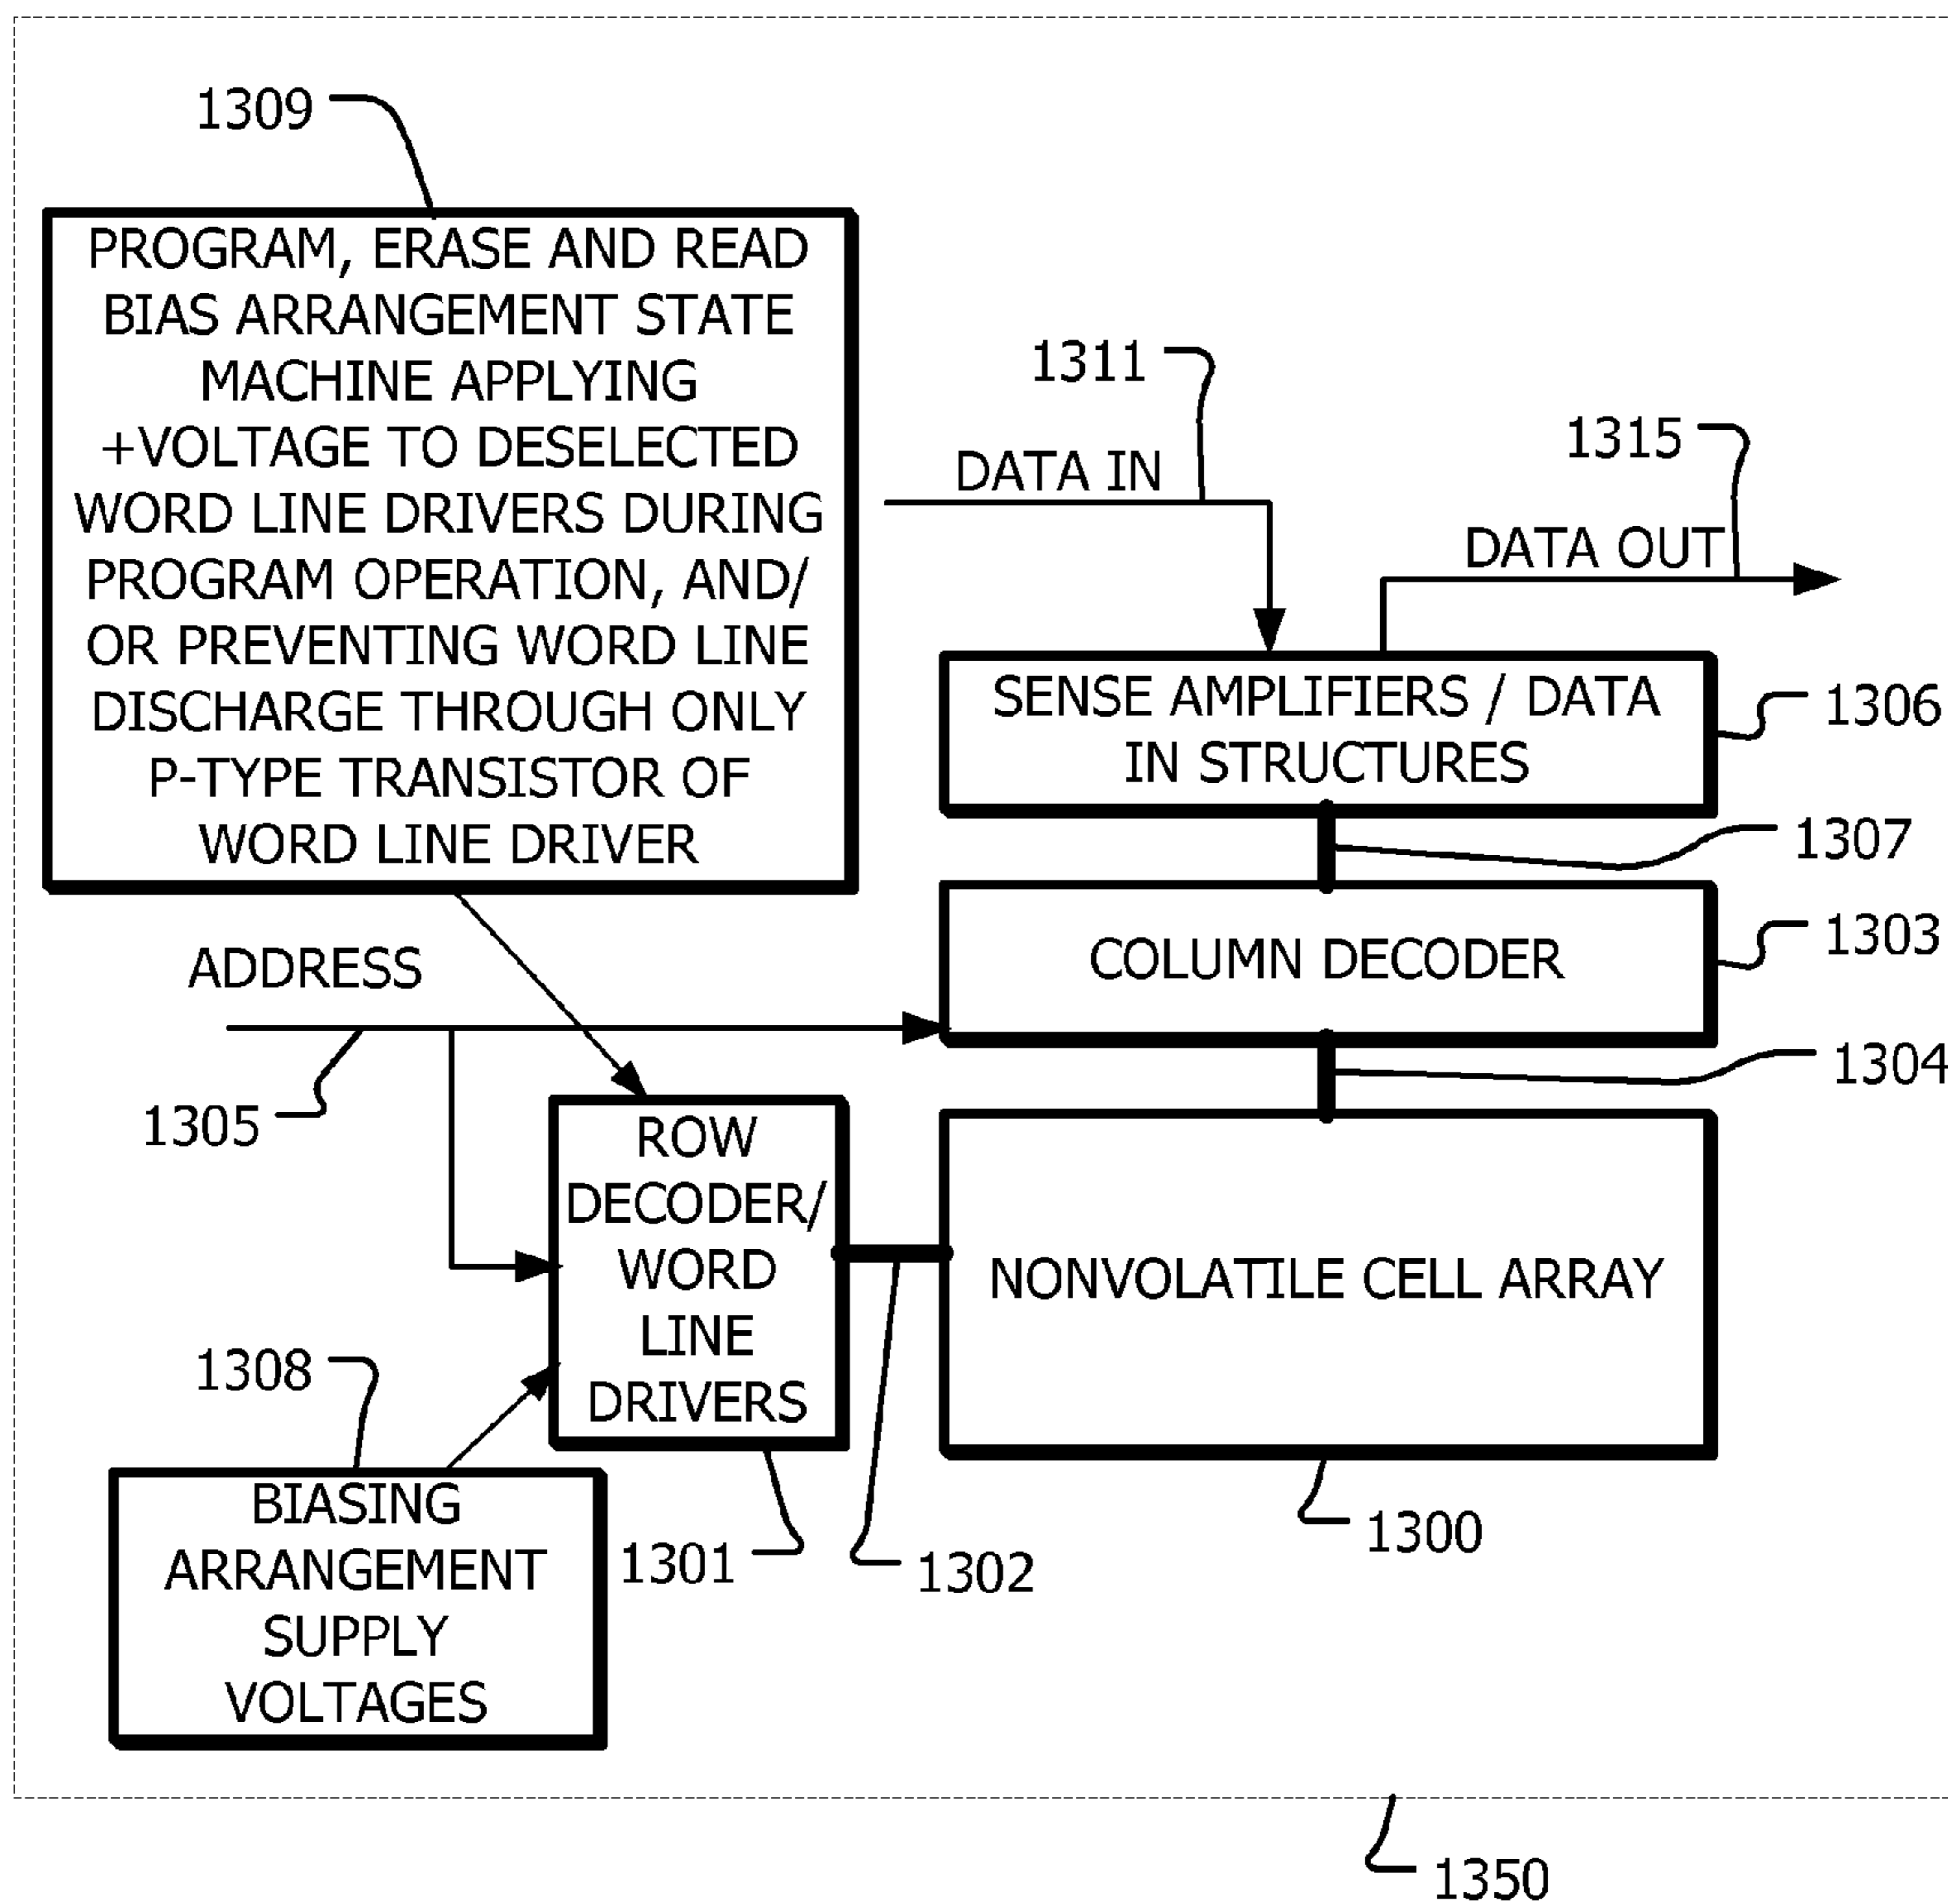 1309
PROGRAM, ERASE AND READ
BIAS ARRANGEMENT STATE
MACHINE APPLYING
+VOLTAGE TO DESELECTED
WORD LINE DRIVERS DURING
PROGRAM OPERATION, AND/
OR PREVENTING WORD LINE
DISCHARGE THROUGH ONLY
P-TYPE TRANSISTOR OF
WORD LINE DRIVER
1311
DATA IN
1315
DATA OUT
SENSE AMPLIFIERS / DATA
IN STRUCTURES
1306
1307
COLUMN DECODER
1303
ADDRESS
1304
1305
ROW
DECODER/
WORD
LINE
DRIVERS
NONVOLATILE CELL ARRAY
1308
BIASING
ARRANGEMENT
SUPPLY
VOLTAGES
1301
1302
1300
1350